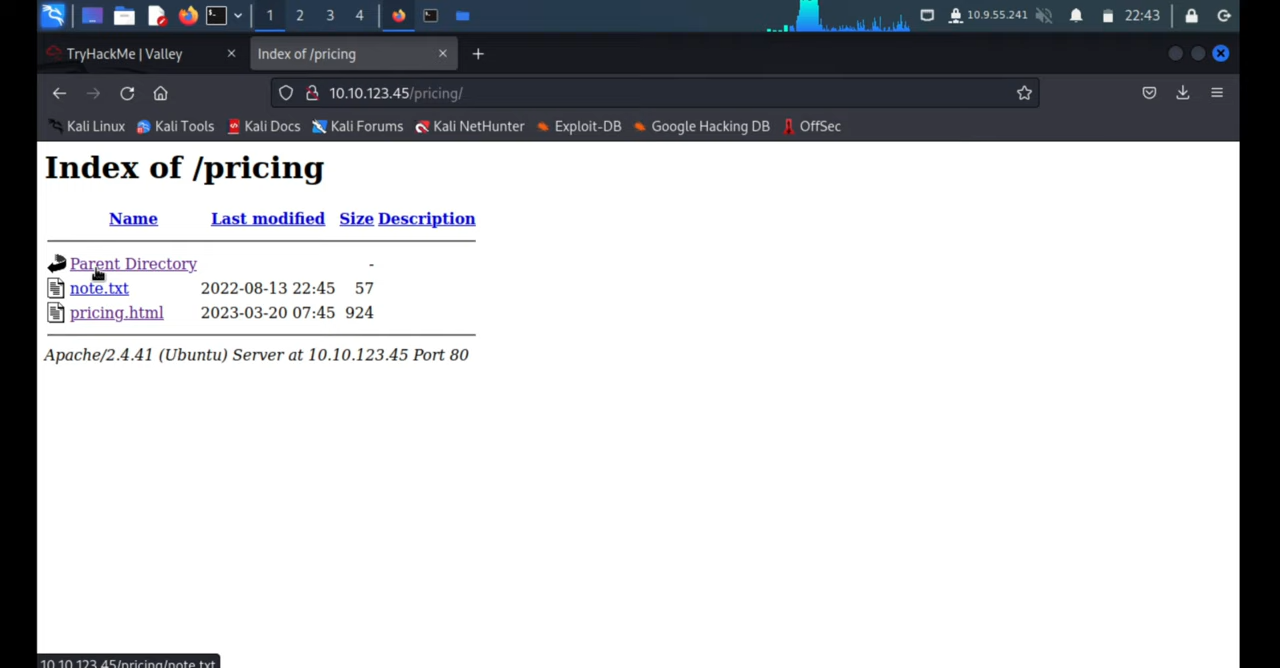 1 2 3 4 10.9.55.241 22:43
TryHackMe | Valley Index of /pricing
10.10.123.45/pricing/
Kali Linux Kali Tools Kali Docs Kali Forums Kali NetHunter Exploit-DB Google Hacking DB OffSec
Index of /pricing
Name Last modified Size Description
Parent Directory -
note.txt 2022-08-13 22:45 57
pricing.html 2023-03-20 07:45 924
Apache/2.4.41 (Ubuntu) Server at 10.10.123.45 Port 80
10.10.123.45/pricing/note.txt